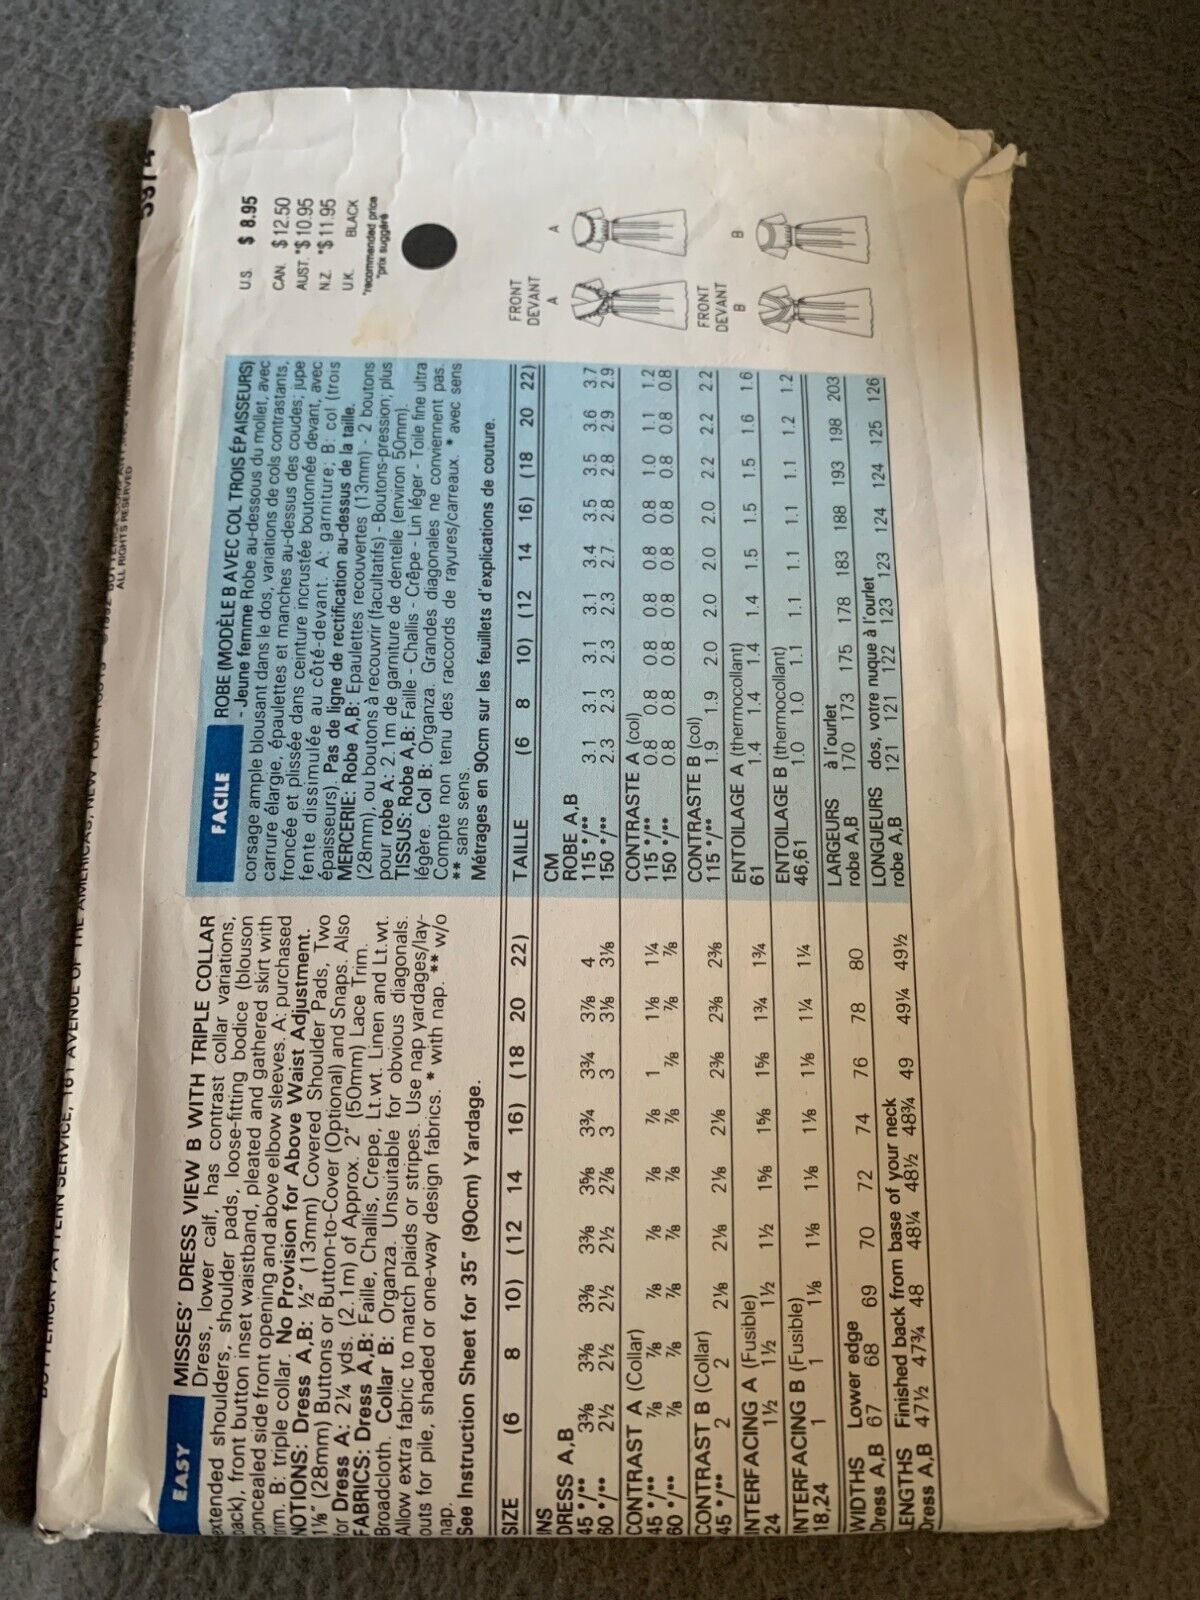 BUTTERICK PATTERN SERVICE, 161 AVENUE OF THE AMERICAS, NEW YORK
ALL RIGHTS RESERVED
5974
EASY
MISSES' DRESS VIEW B WITH TRIPLE COLLAR
Dress, lower calf, has contrast collar variations,
extended shoulders, shoulder pads, loose-fitting bodice (blouson
back), front button inset waistband, pleated and gathered skirt with
concealed side front opening and above elbow sleeves. A: purchased
trim. B: triple collar. No Provision for Above Waist Adjustment.
NOTIONS: Dress A,B: ½" (13mm) Covered Shoulder Pads, Two
1⅛" (28mm) Buttons or Button-to-Cover (Optional) and Snaps. Also
for Dress A: 2¼ yds. (2.1m) of Approx. 2" (50mm) Lace Trim.
FABRICS: Dress A,B: Faille, Challis, Crepe, Lt.wt. Linen and Lt.wt.
Broadcloth. Collar B: Organza. Unsuitable for obvious diagonals.
Allow extra fabric to match plaids or stripes. Use nap yardages/lay-
outs for pile, shaded or one-way design fabrics. * with nap. ** w/o
nap.
See Instruction Sheet for 35" (90cm) Yardage.
SIZE (6 8 10) (12 14 16) (18 20 22)
INS
DRESS A,B
45 */** 3⅜ 3⅜ 3⅜ 3⅜ 3⅝ 3¾ 3¾ 3⅞ 4
60 */** 2½ 2½ 2½ 2½ 2⅞ 3 3 3⅛ 3⅛
CONTRAST A (Collar)
45 */** ⅞ ⅞ ⅞ ⅞ ⅞ ⅞ 1 1⅛ 1¼
60 */** ⅞ ⅞ ⅞ ⅞ ⅞ ⅞ ⅞ ⅞ ⅞
CONTRAST B (Collar)
45 */** 2 2 2⅛ 2⅛ 2⅛ 2⅛ 2⅜ 2⅜ 2⅜
INTERFACING A (Fusible)
24 1½ 1½ 1½ 1½ 1⅝ 1⅝ 1⅝ 1¾ 1¾
INTERFACING B (Fusible)
18,24 1 1 1⅛ 1⅛ 1⅛ 1⅛ 1⅛ 1¼ 1¼
WIDTHS Lower edge
Dress A,B 67 68 69 70 72 74 76 78 80
LENGTHS Finished back from base of your neck
Dress A,B 47½ 47¾ 48 48¼ 48½ 48¾ 49 49¼ 49½
FACILE
ROBE (MODÈLE B AVEC COL TROIS ÉPAISSEURS)
- Jeune femme Robe au-dessous du mollet, avec
corsage ample blousant dans le dos, variations de cols contrastants,
carrure élargie, épaulettes et manches au-dessus des coudes; jupe
froncée et plissée dans ceinture incrustée boutonnée devant, avec
fente dissimulée au côté-devant. A: garniture; B: col (trois
épaisseurs). Pas de ligne de rectification au-dessus de la taille.
MERCERIE: Robe A,B: Epaulettes recouvertes (13mm) - 2 boutons
(28mm), ou boutons à recouvrir (facultatifs) - Boutons-pression; plus
pour robe A: 2.1m de garniture de dentelle (environ 50mm).
TISSUS: Robe A,B: Faille - Challis - Crêpe - Lin léger - Toile fine ultra
légère. Col B: Organza. Grandes diagonales ne conviennent pas.
Compte non tenu des raccords de rayures/carreaux. * avec sens
** sans sens.
Métrages en 90cm sur les feuillets d'explications de couture.
TAILLE (6 8 10) (12 14 16) (18 20 22)
CM
ROBE A,B
115 */** 3.1 3.1 3.1 3.1 3.4 3.5 3.5 3.6 3.7
150 */** 2.3 2.3 2.3 2.3 2.7 2.8 2.8 2.9 2.9
CONTRASTE A (col)
115 */** 0.8 0.8 0.8 0.8 0.8 0.8 1.0 1.1 1.2
150 */** 0.8 0.8 0.8 0.8 0.8 0.8 0.8 0.8 0.8
CONTRASTE B (col)
115 */** 1.9 1.9 2.0 2.0 2.0 2.0 2.2 2.2 2.2
ENTOILAGE A (thermocollant)
61 1.4 1.4 1.4 1.4 1.5 1.5 1.5 1.6 1.6
ENTOILAGE B (thermocollant)
46,61 1.0 1.0 1.1 1.1 1.1 1.1 1.1 1.2 1.2
LARGEURS à l'ourlet
robe A,B 170 173 175 178 183 188 193 198 203
LONGUEURS dos, votre nuque à l'ourlet
robe A,B 121 121 122 123 123 124 124 125 126
U.S. $ 8.95
CAN. $12.50
AUST. *$10.95
N.Z. *$11.95
U.K. BLACK
*recommended price
*prix suggéré
FRONT
DEVANT
A A
FRONT
DEVANT
B B